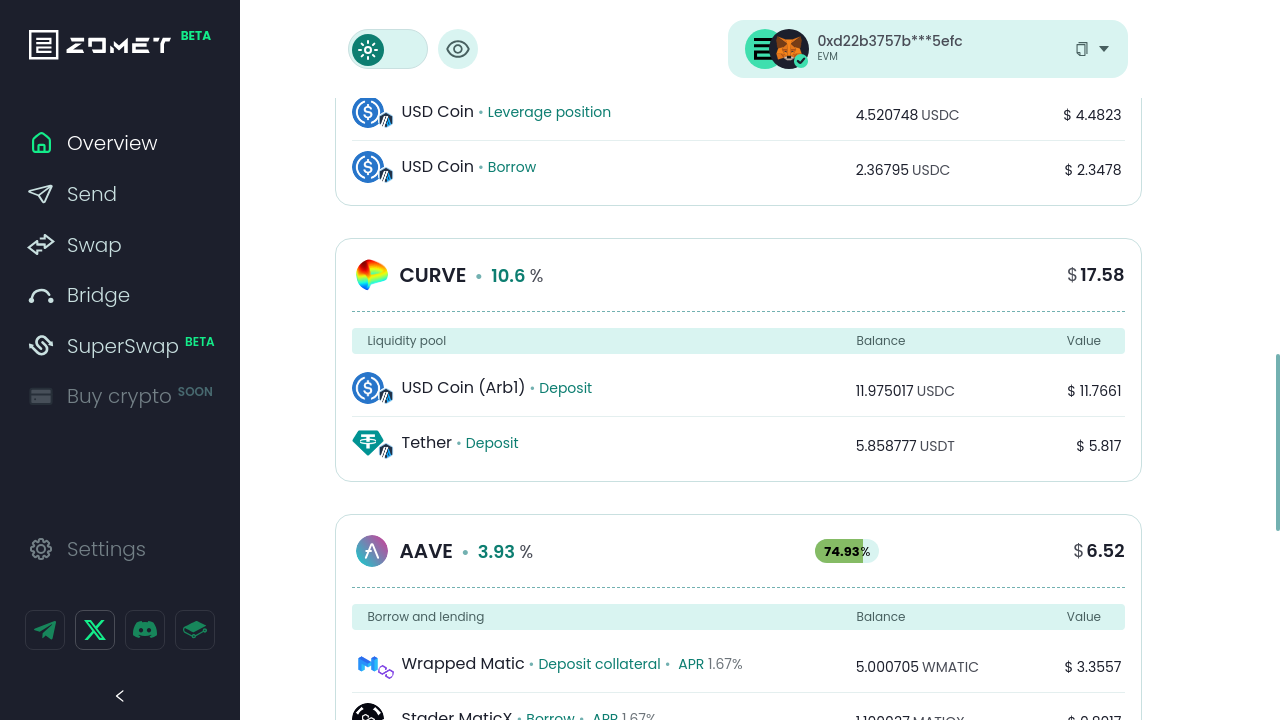 ZOMET BETA
Overview
Send
Swap
Bridge
SuperSwap BETA
Buy crypto SOON
Settings
0xd22b3757b***5efc
EVM
USD Coin • Leverage position 4.520748 USDC $ 4.4823
USD Coin • Borrow 2.36795 USDC $ 2.3478
CURVE • 10.6 % $ 17.58
Liquidity pool Balance Value
USD Coin (Arb1) • Deposit 11.975017 USDC $ 11.7661
Tether • Deposit 5.858777 USDT $ 5.817
AAVE • 3.93 % 74.93% $ 6.52
Borrow and lending Balance Value
Wrapped Matic • Deposit collateral • APR 1.67% 5.000705 WMATIC $ 3.3557
Stader MaticX • Borrow • APR 1.67%